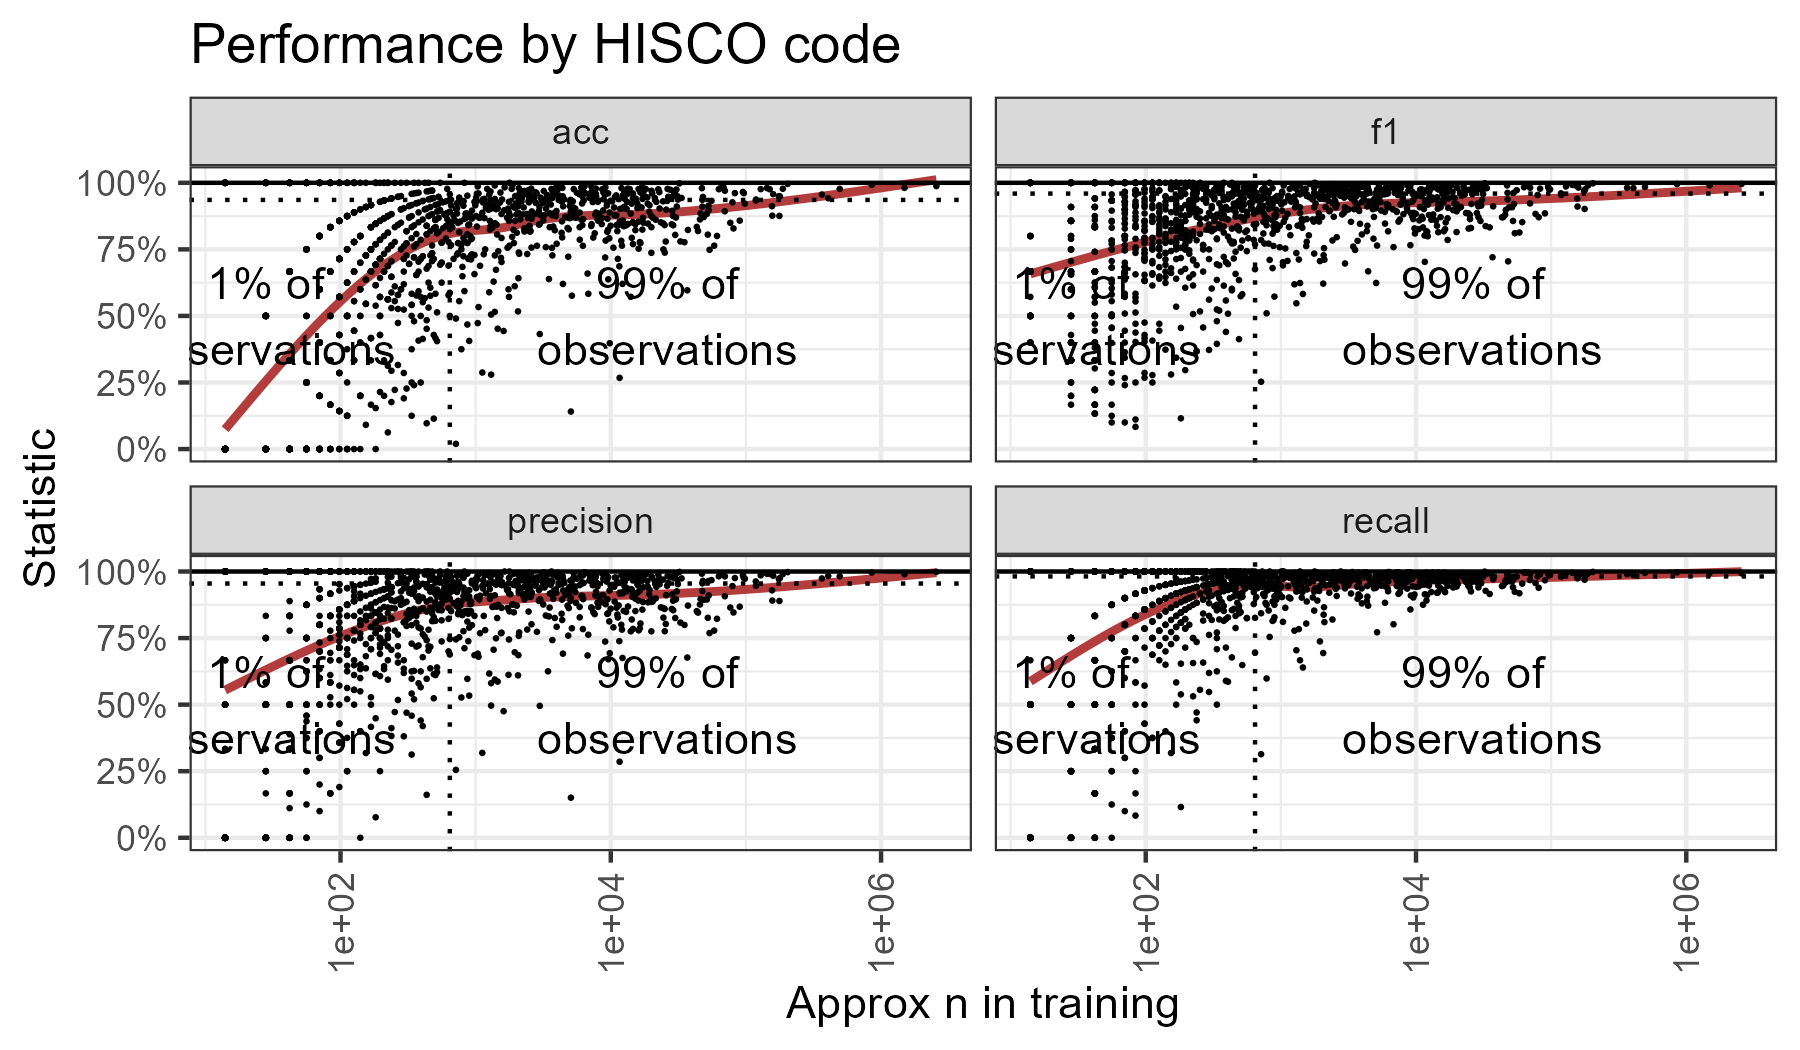 Performance by HISCO code
acc
f1
100%
75%
50%
25%
0%
1% of
servations
99% of
observations
1% of
servations
99% of
observations
Statistic
precision
recall
100%
75%
50%
25%
0%
1% of
servations
99% of
observations
1% of
servations
99% of
observations
1e+02
1e+04
1e+06
1e+02
1e+04
1e+06
Approx n in training